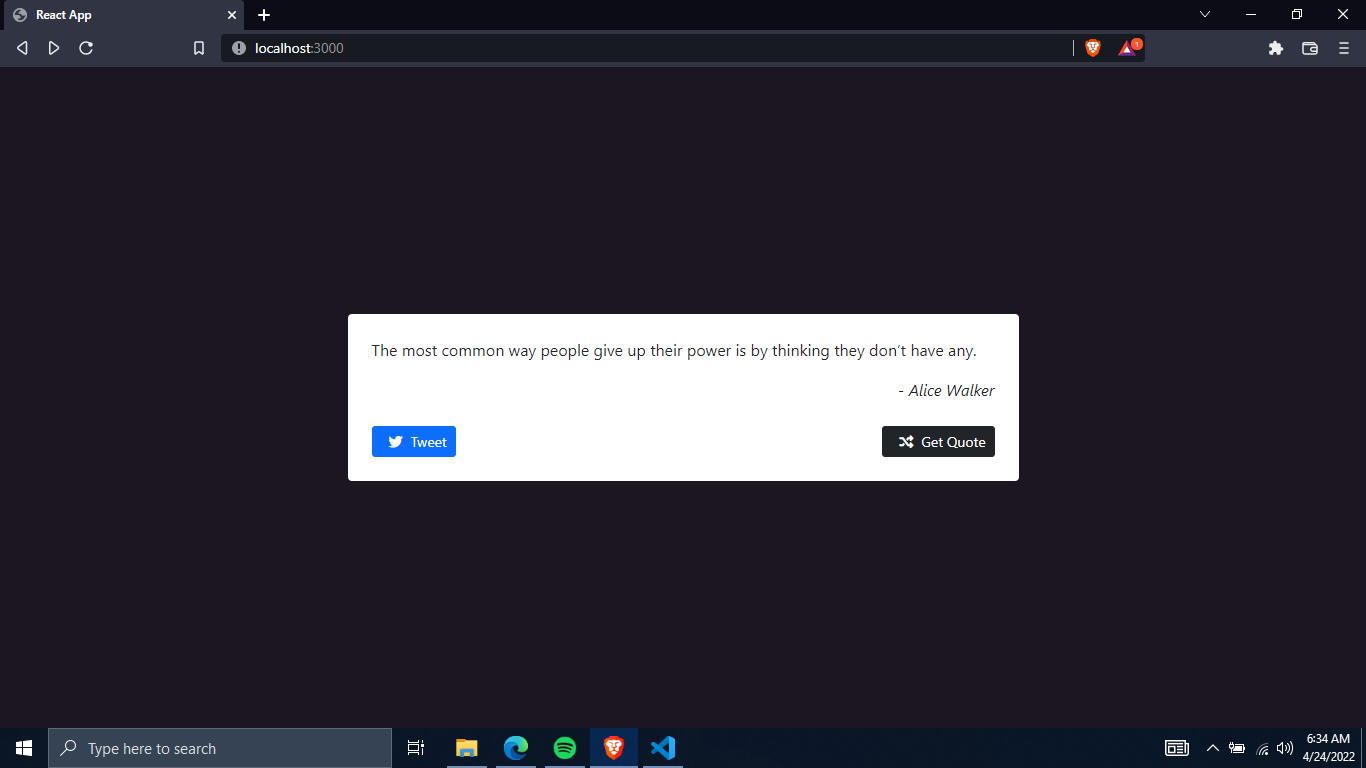 React App
localhost:3000
1
The most common way people give up their power is by thinking they don’t have any.
- Alice Walker
Tweet
Get Quote
Type here to search
6:34 AM
4/24/2022